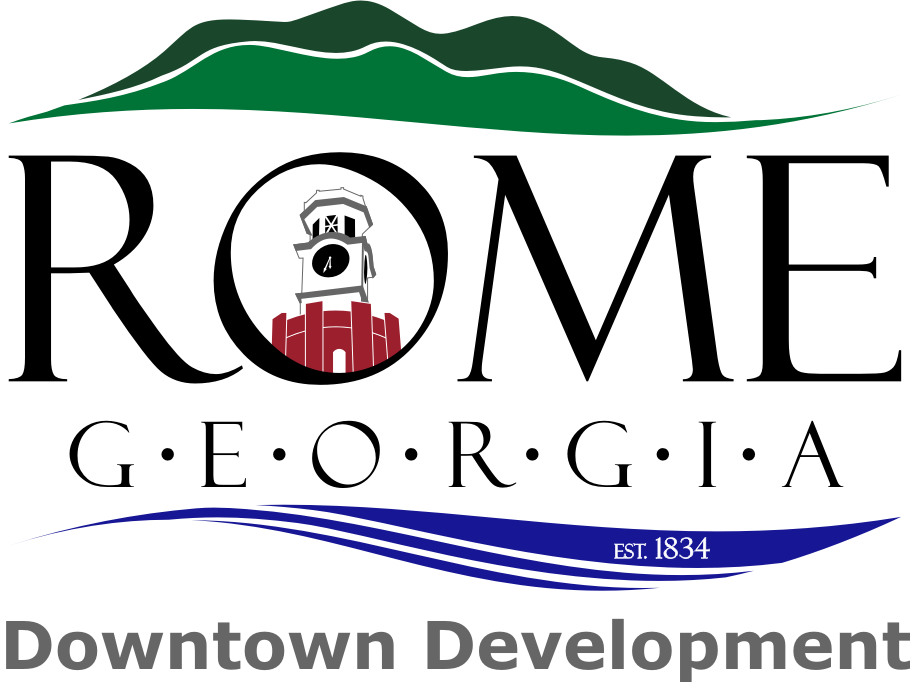 ROME
G·E·O·R·G·I·A
EST. 1834
Downtown Development